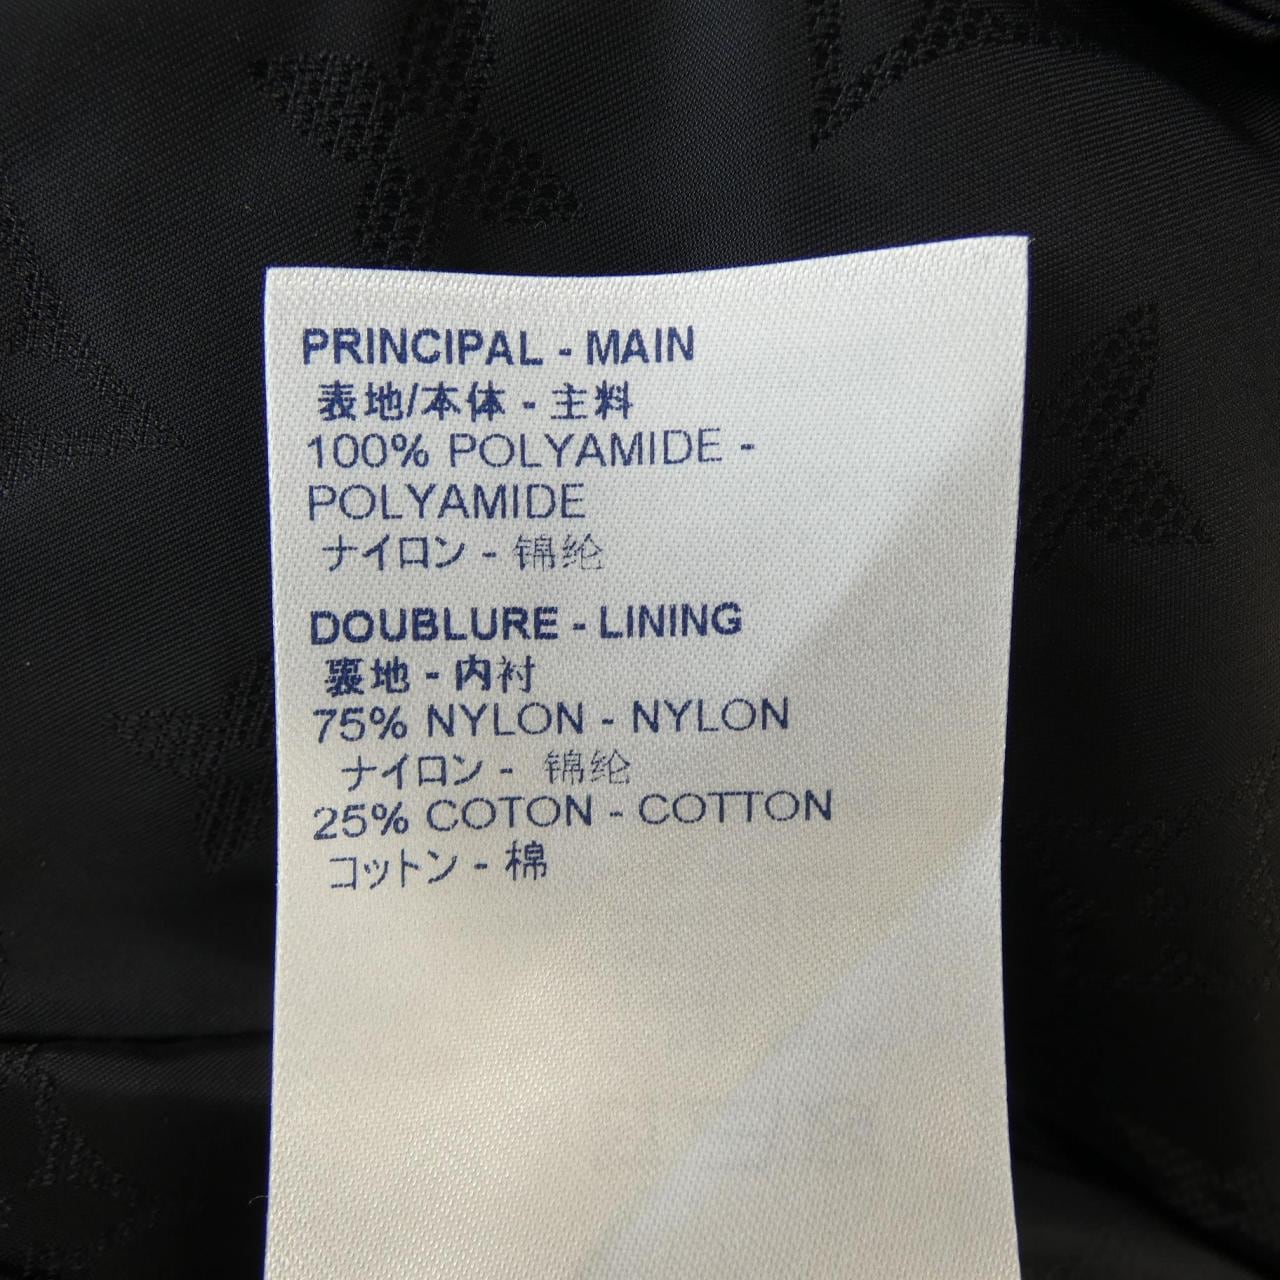 PRINCIPAL - MAIN
表地/本体 - 主料
100% POLYAMIDE -
POLYAMIDE
ナイロン - 锦纶
DOUBLURE - LINING
裏地 - 内衬
75% NYLON - NYLON
ナイロン - 锦纶
25% COTON - COTTON
コットン - 棉